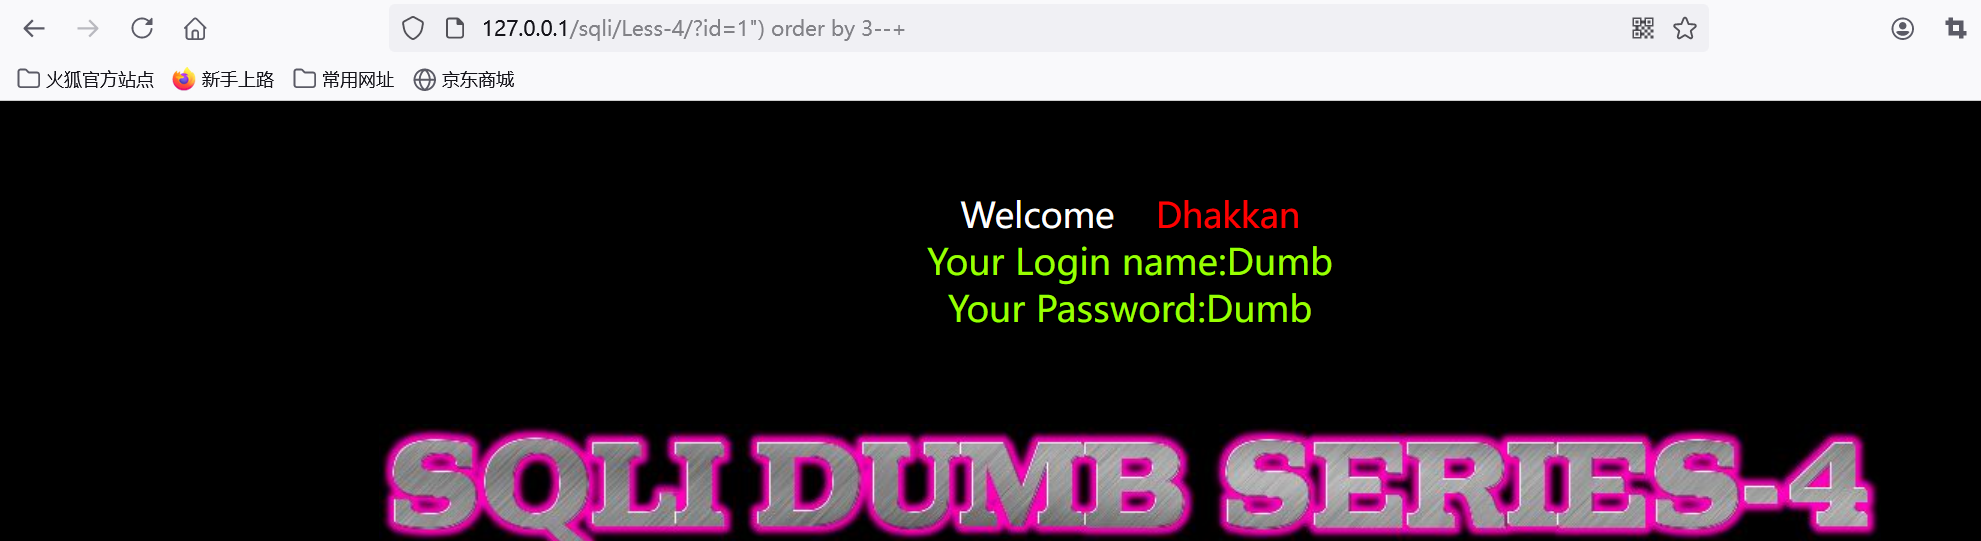 127.0.0.1/sqli/Less-4/?id=1") order by 3--+
火狐官方站点 新手上路 常用网址 京东商城
Welcome Dhakkan
Your Login name:Dumb
Your Password:Dumb
SQLI DUMB SERIES-4